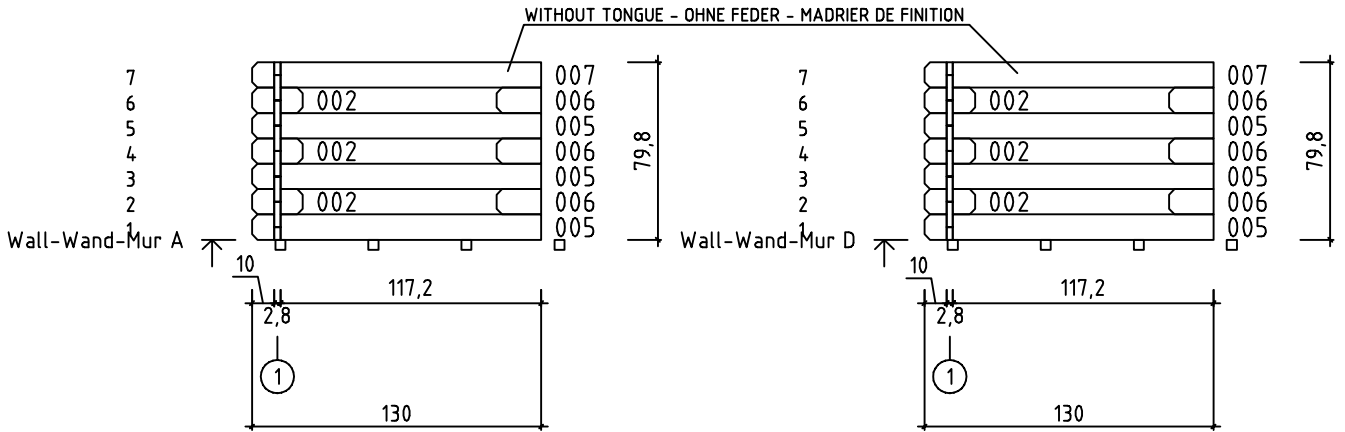 WITHOUT TONGUE - OHNE FEDER - MADRIER DE FINITION
7 007 7 007
6 002 006 6 002 006
5 005 5 005
4 002 006 4 002 006
3 005 3 005
2 002 006 2 002 006
1 005 1 005
79,8 79,8
Wall-Wand-Mur A Wall-Wand-Mur D
10 117,2 10 117,2
2,8 2,8
1 1
130 130